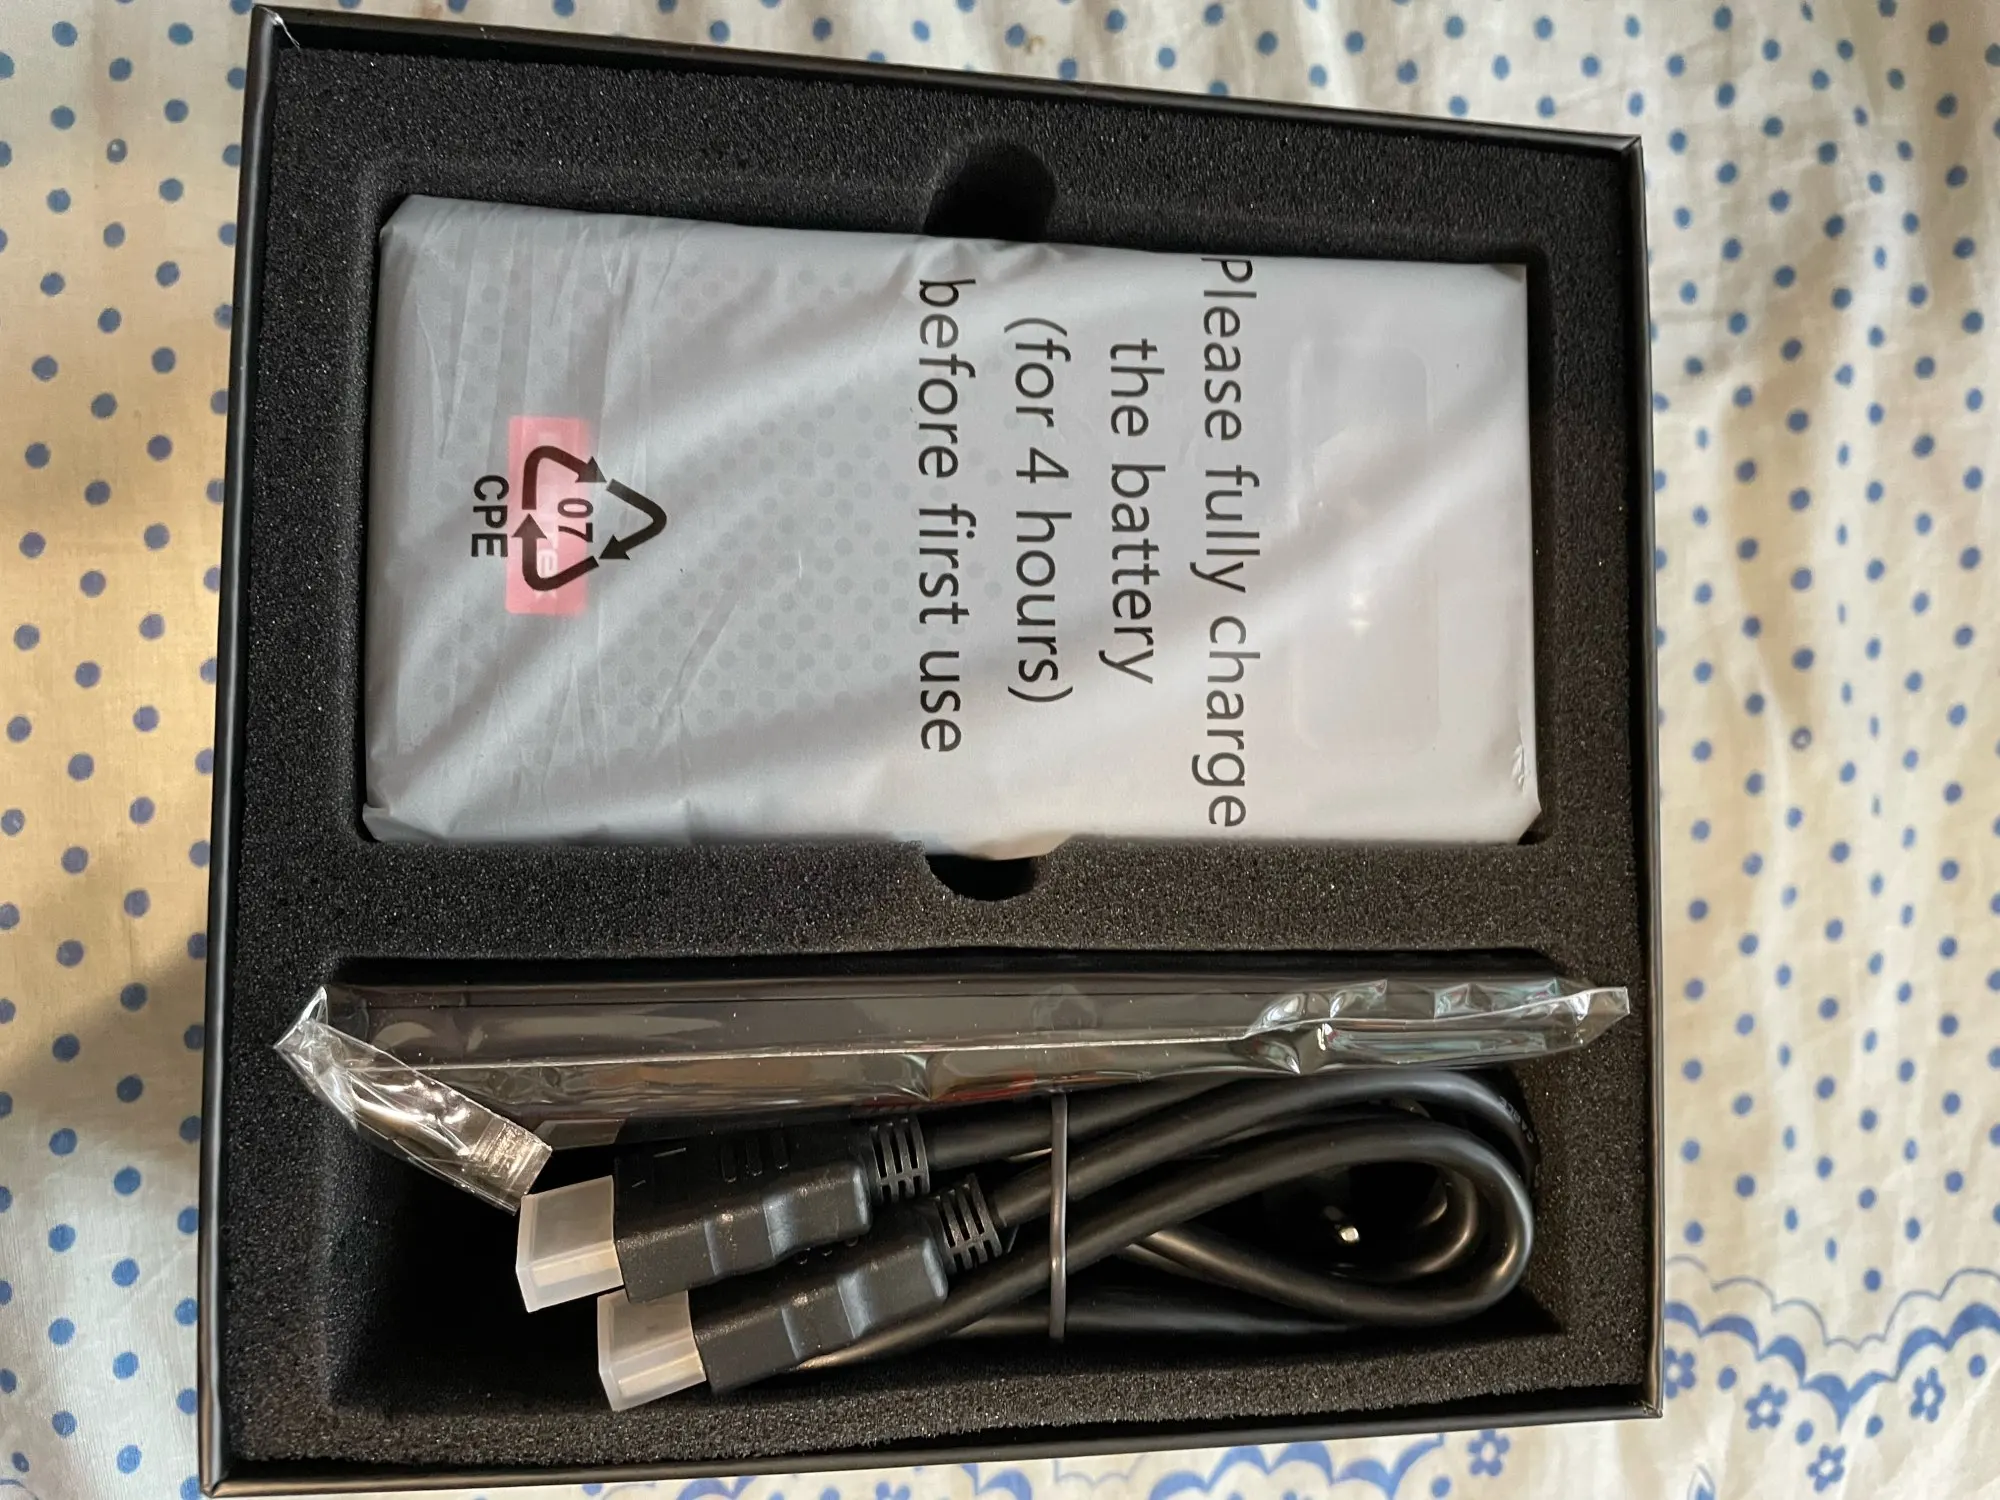 Please fully charge
the battery
(for 4 hours)
before first use
07
CPE